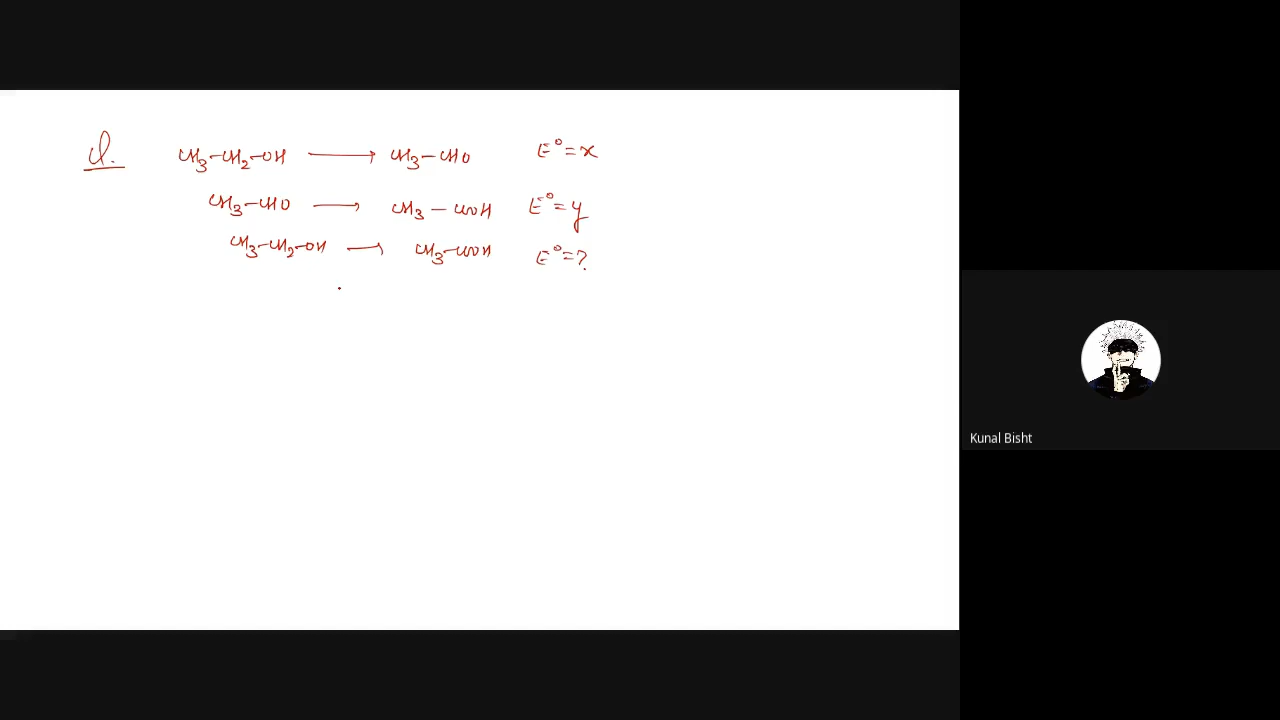 Q. CH3-CH2-OH ⟶ CH3-CHO E°=x
CH3-CHO ⟶ CH3-COOH E°=y
CH3-CH2-OH ⟶ CH3-COOH E°=?
Kunal Bisht